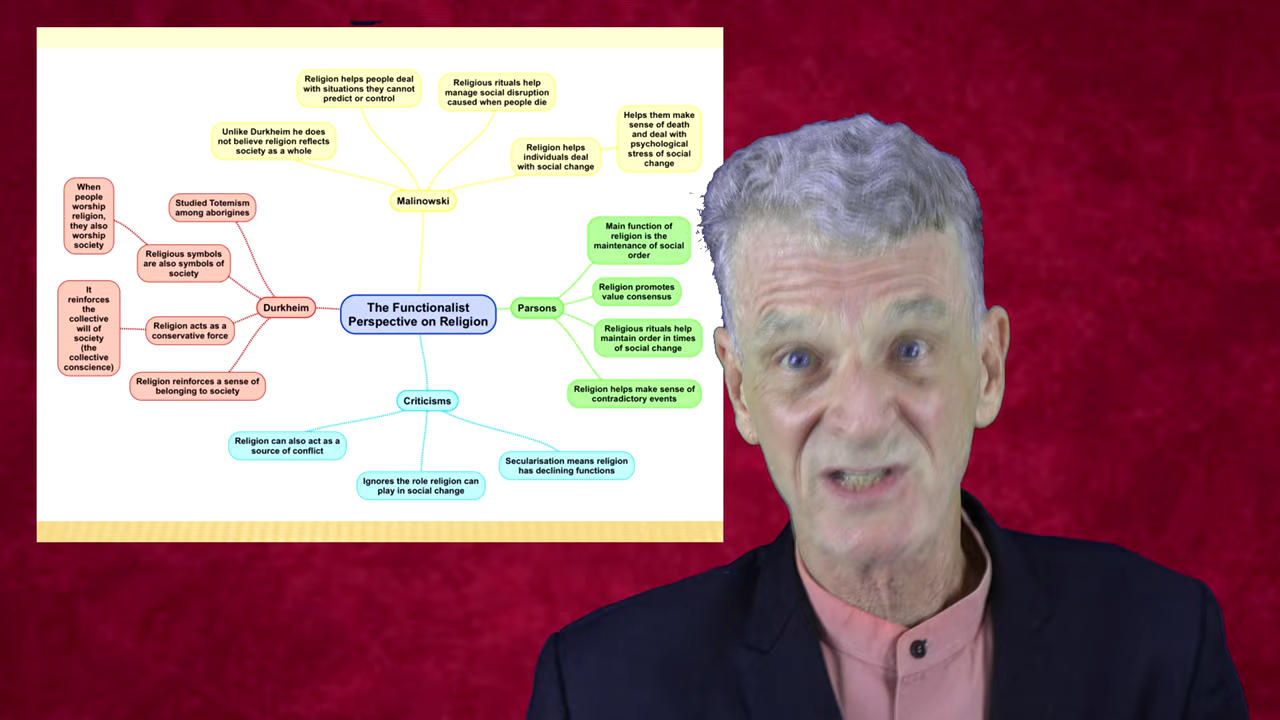 Religion helps people deal
with situations they cannot
predict or control
Religious rituals help
manage social disruption
caused when people die
Unlike Durkheim he does
not believe religion reflects
society as a whole
Religion helps
individuals deal
with social change
Helps them make
sense of death
and deal with
psychological
stress of social
change
Malinowski
When
people
worship
religion,
they also
worship
society
Studied Totemism
among aborigines
Religious symbols
are also symbols of
society
It
reinforces
the
collective
will of
society
(the
collective
conscience)
Religion acts as a
conservative force
Religion reinforces a sense of
belonging to society
Durkheim
The Functionalist
Perspective on Religion
Parsons
Main function of
religion is the
maintenance of social
order
Religion promotes
value consensus
Religious rituals help
maintain order in times
of social change
Religion helps make sense of
contradictory events
Criticisms
Religion can also act as a
source of conflict
Ignores the role religion can
play in social change
Secularisation means religion
has declining functions